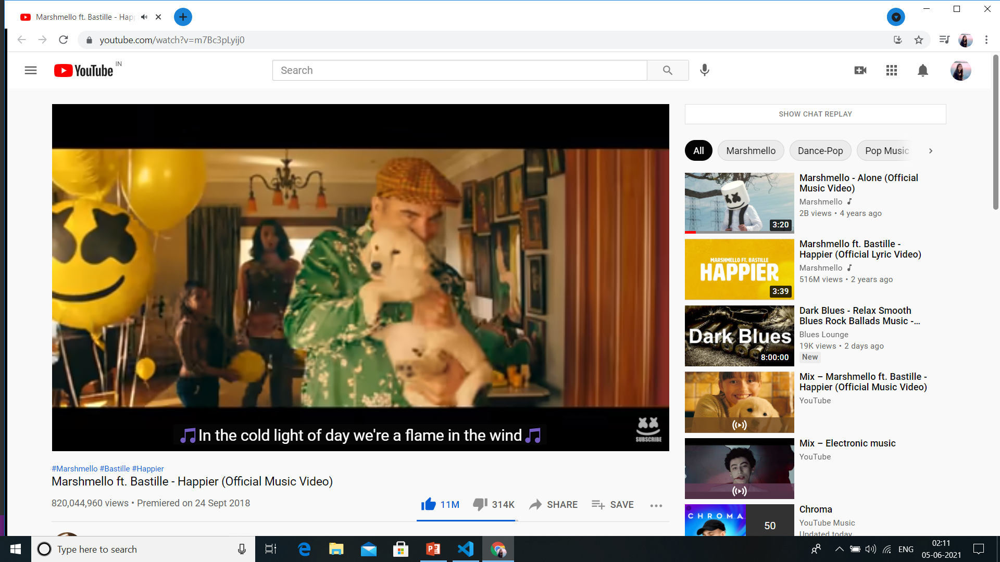 Marshmello ft. Bastille - Hap
youtube.com/watch?v=m7Bc3pLyij0
YouTube IN
Search
SHOW CHAT REPLAY
All
Marshmello
Dance-Pop
Pop Music
🎵In the cold light of day we're a flame in the wind🎵
SUBSCRIBE
#Marshmello #Bastille #Happier
Marshmello ft. Bastille - Happier (Official Music Video)
820,044,960 views • Premiered on 24 Sept 2018
11M
314K
SHARE
SAVE
3:20
Marshmello - Alone (Official
Music Video)
Marshmello
2B views • 4 years ago
MARSHMELLO FT. BASTILLE
HAPPIER
3:39
Marshmello ft. Bastille -
Happier (Official Lyric Video)
Marshmello
516M views • 2 years ago
Dark Blues
8:00:00
Dark Blues - Relax Smooth
Blues Rock Ballads Music -...
Blues Lounge
19K views • 2 days ago
New
Mix – Marshmello ft. Bastille -
Happier (Official Music Video)
YouTube
Mix – Electronic music
YouTube
CHROMA
50
Chroma
YouTube Music
Updated today
Type here to search
ENG
02:11
05-06-2021